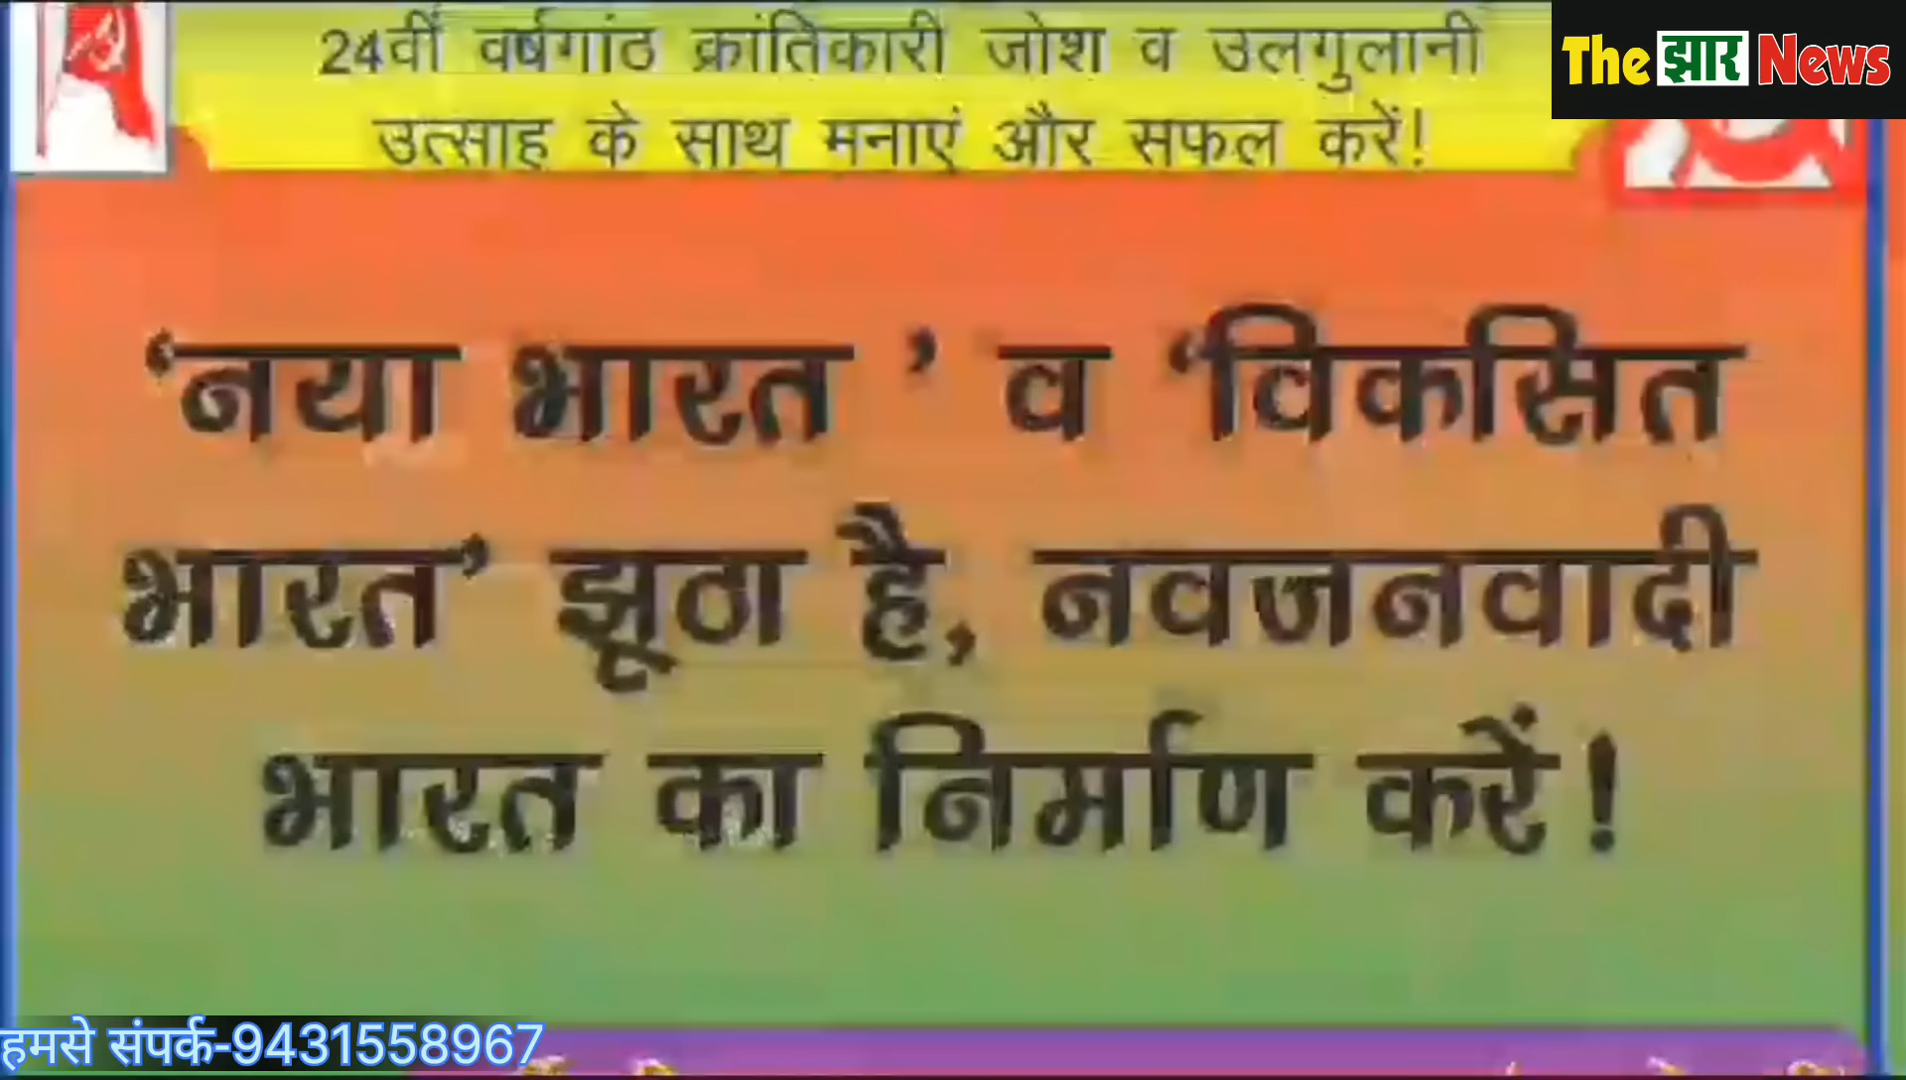 24वीं वर्षगांठ क्रांतिकारी जोश व उलगुलानी
उत्साह के साथ मनाएं और सफल करें!
The झार News
‘नया भारत ’ व ‘विकसित
भारत’ झूठा है, नवजनवादी
भारत का निर्माण करें!
हमसे संपर्क-9431558967